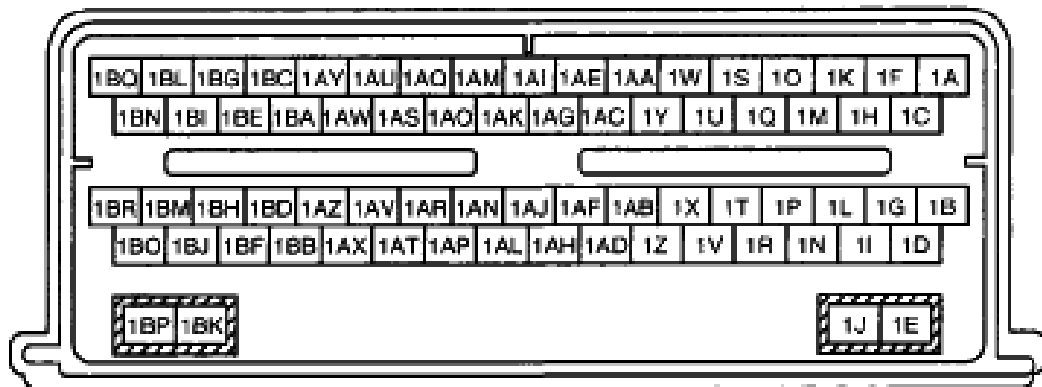 1BQ 1BL 1BG 1BC 1AY 1AU 1AQ 1AM 1AI 1AE 1AA 1W 1S 1O 1K 1F 1A
1BN 1BI 1BE 1BA 1AW 1AS 1AO 1AK 1AG 1AC 1Y 1U 1Q 1M 1H 1C
1BR 1BM 1BH 1BD 1AZ 1AV 1AR 1AN 1AJ 1AF 1AB 1X 1T 1P 1L 1G 1B
1BO 1BJ 1BF 1BB 1AX 1AT 1AP 1AL 1AH 1AD 1Z 1V 1R 1N 1I 1D
1BP 1BK 1J 1E